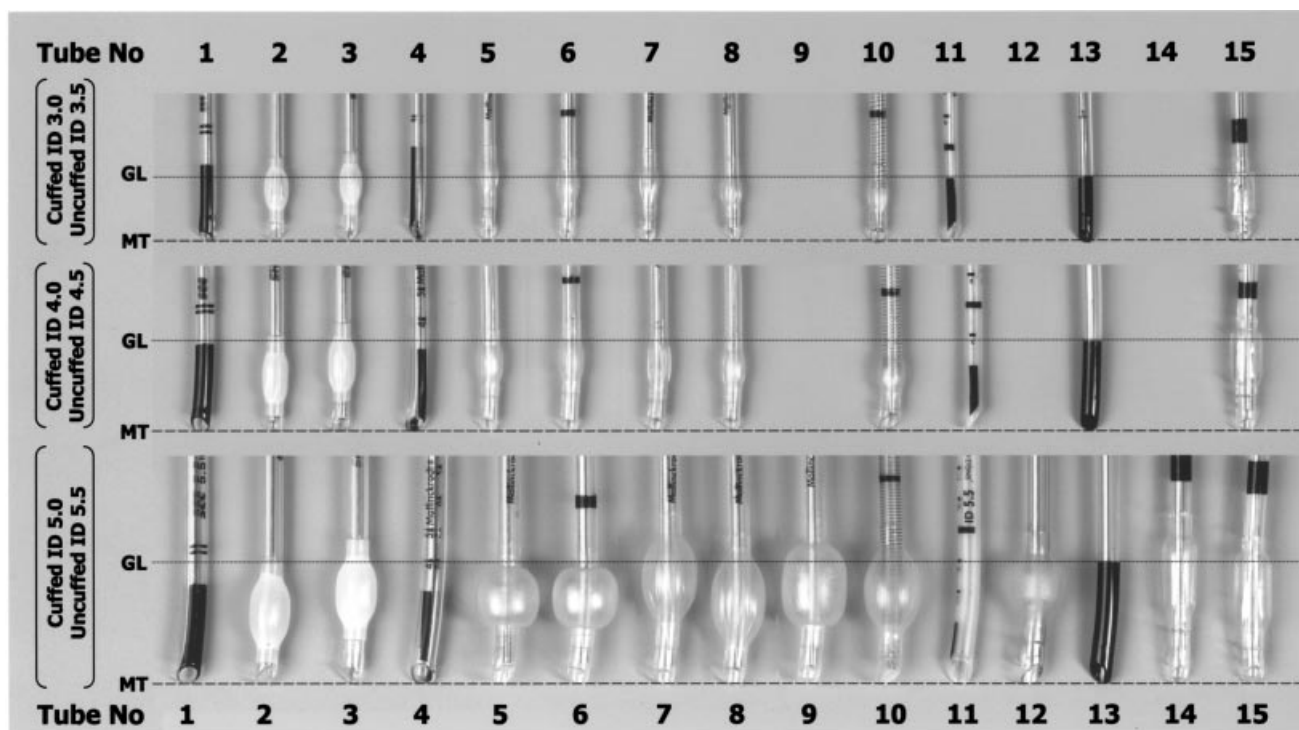 Tube No 1 2 3 4 5 6 7 8 9 10 11 12 13 14 15
Cuffed ID 3.0
Uncuffed ID 3.5
GL
MT
Cuffed ID 4.0
Uncuffed ID 4.5
GL
MT
Cuffed ID 5.0
Uncuffed ID 5.5
ID 5.5
GL
MT
Tube No 1 2 3 4 5 6 7 8 9 10 11 12 13 14 15